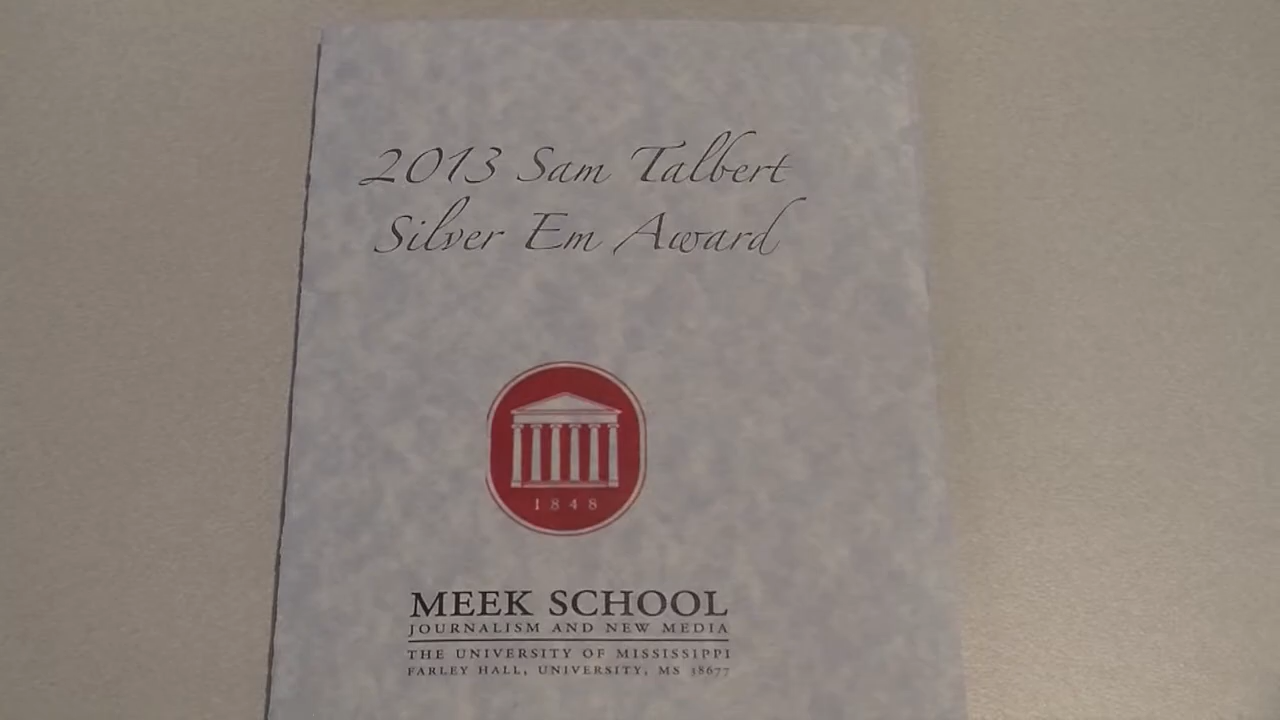 2013 Sam Talbert
Silver Em Award
1848
MEEK SCHOOL
JOURNALISM AND NEW MEDIA
THE UNIVERSITY OF MISSISSIPPI
FARLEY HALL, UNIVERSITY, MS 38677